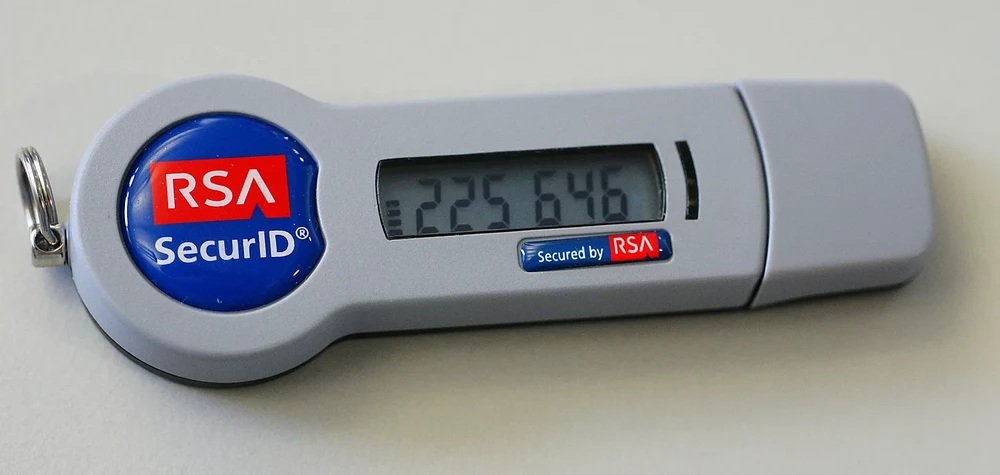 RSA
SecurID®
225 646
Secured by RSA